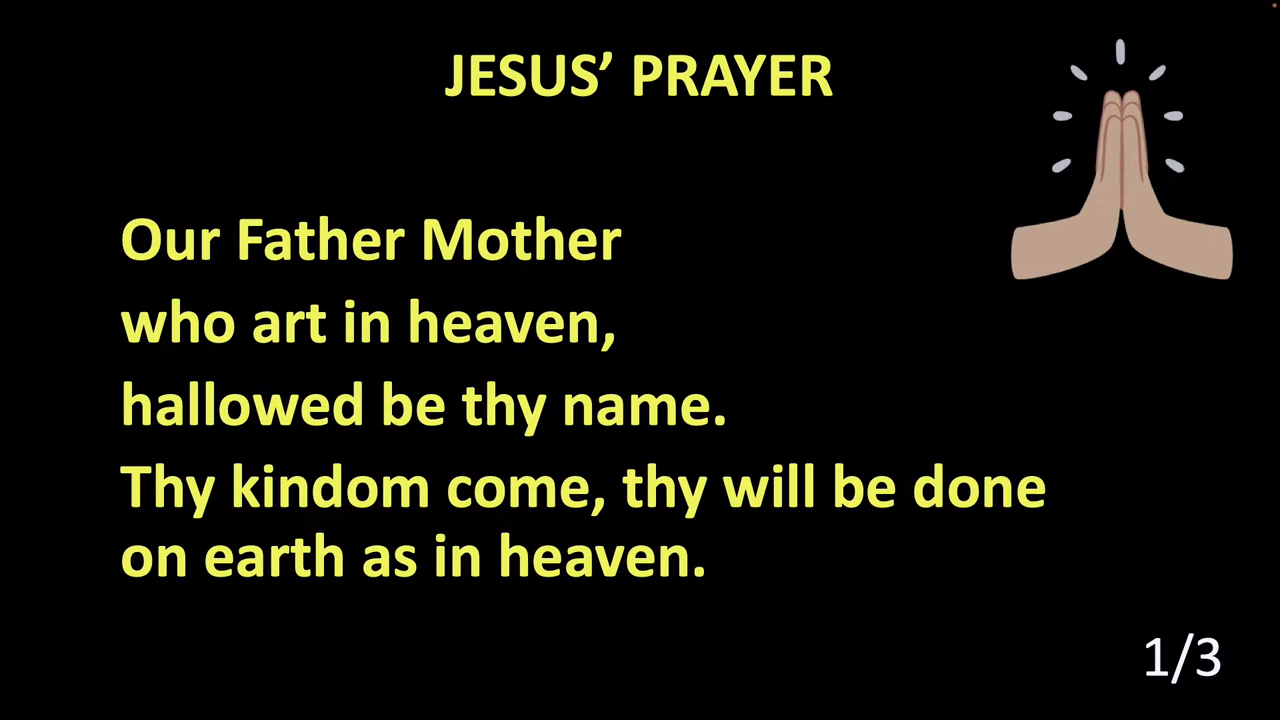 JESUS’ PRAYER
Our Father Mother
who art in heaven,
hallowed be thy name.
Thy kindom come, thy will be done
on earth as in heaven.
1/3